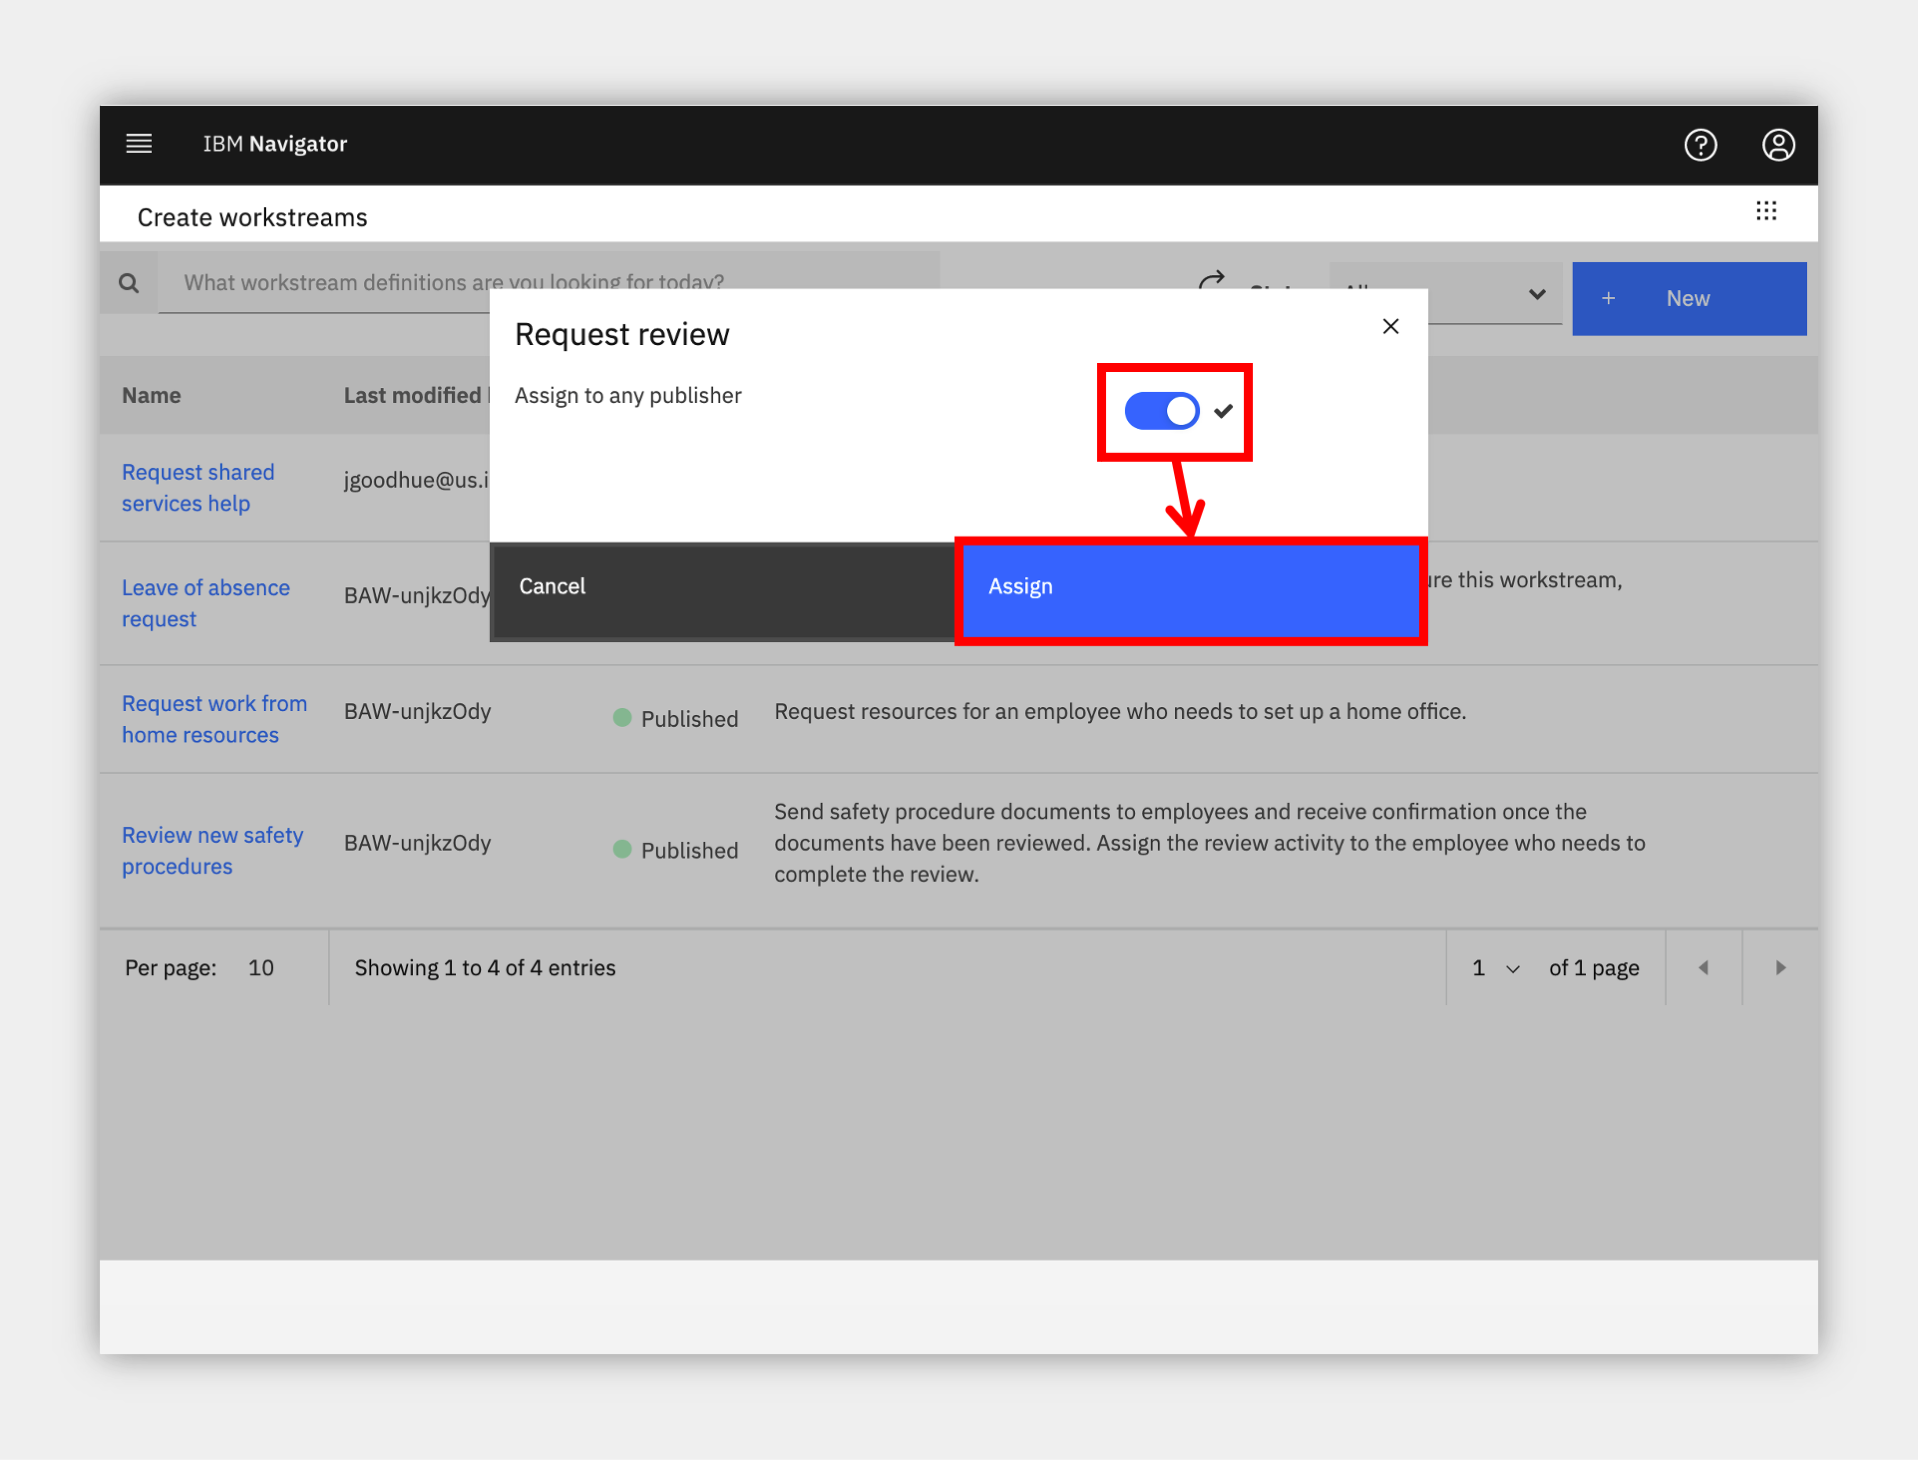 IBM Navigator
Create workstreams
What workstream definitions are you looking for today?
+ New
Request review
Name
Last modified
Assign to any publisher
Request shared
services help
jgoodhue@us.i
Leave of absence
request
BAW-unjkzOdy
Cancel
Assign
this workstream,
Request work from
home resources
BAW-unjkzOdy
Published
Request resources for an employee who needs to set up a home office.
Review new safety
procedures
BAW-unjkzOdy
Published
Send safety procedure documents to employees and receive confirmation once the
documents have been reviewed. Assign the review activity to the employee who needs to
complete the review.
Per page: 10
Showing 1 to 4 of 4 entries
1 of 1 page